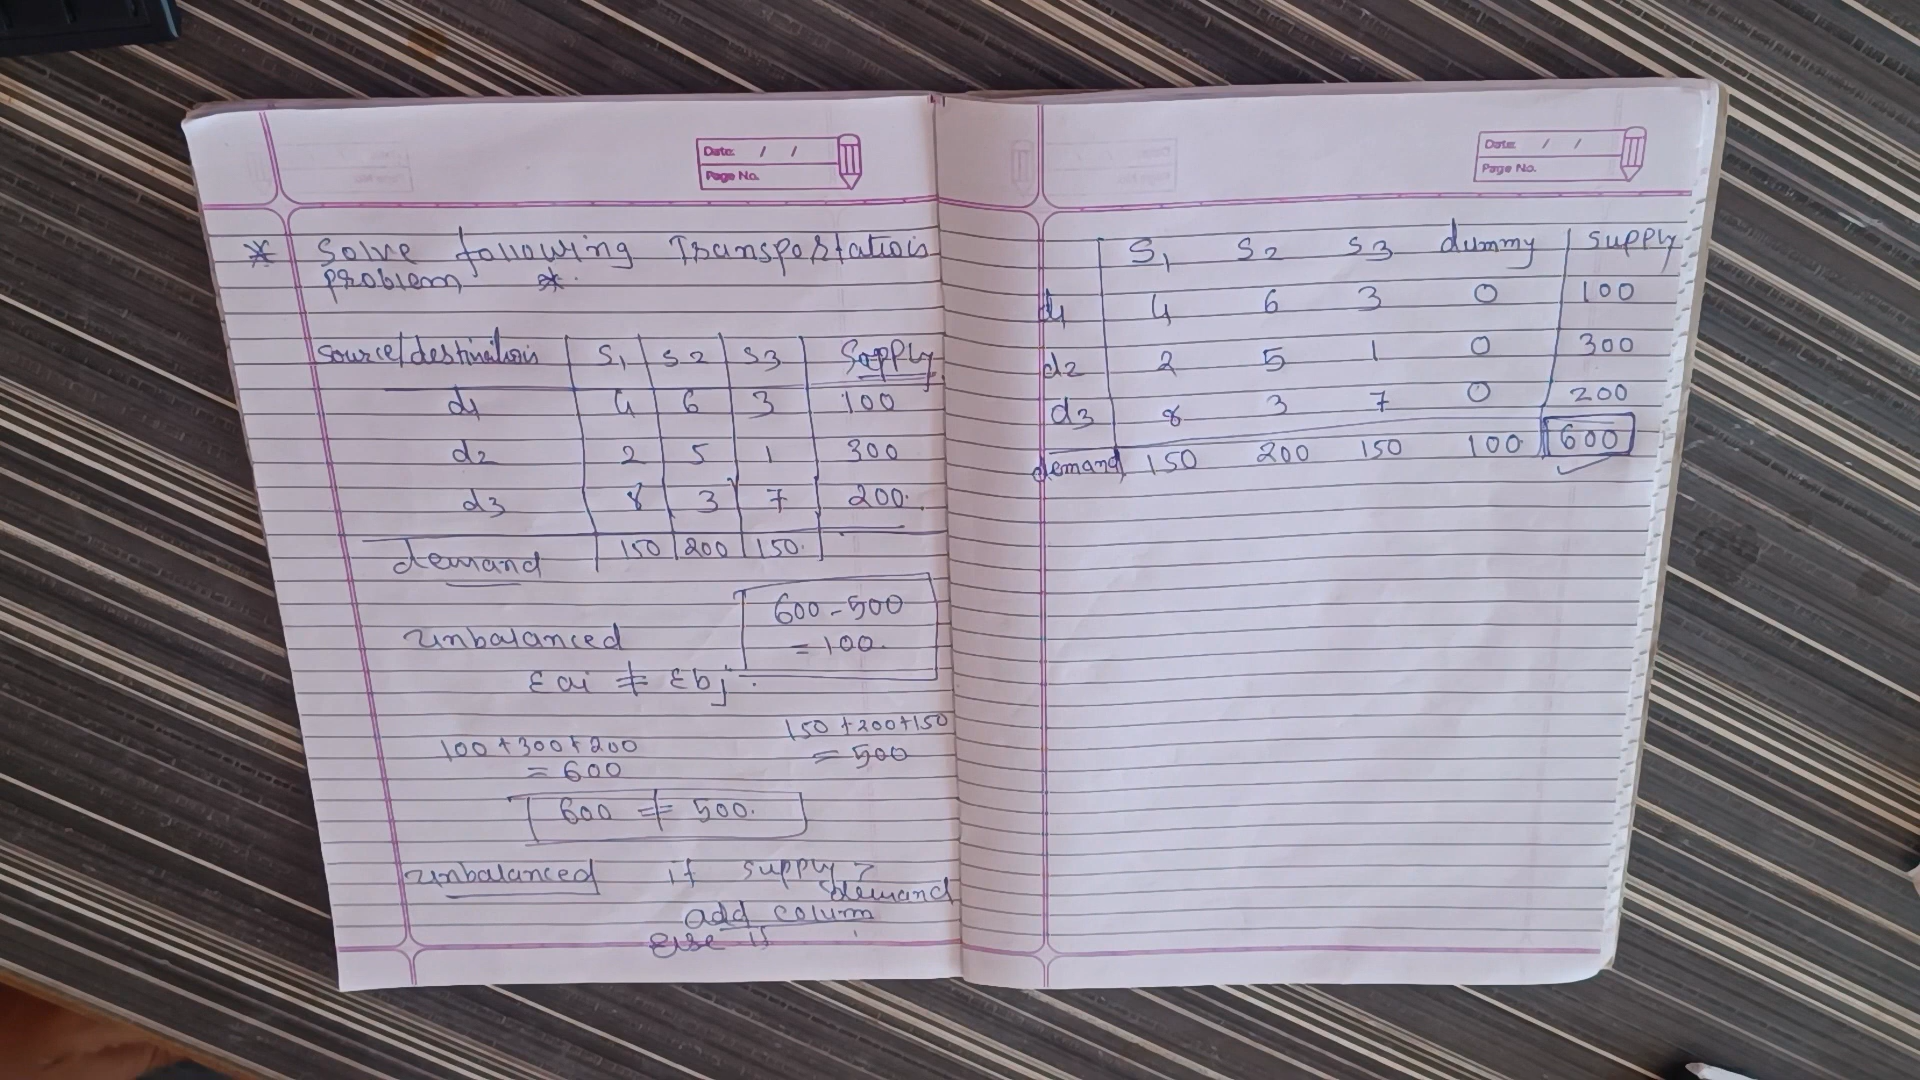 Date: / /
Page No.
* Solve following Transportation
problem *.
source/destination S1 S2 S3 Supply
d1 4 6 3 100
d2 2 5 1 300
d3 8 3 7 200.
demand 150 200 150.
unbalanced
Σai ≠ Σbj.
600 - 500
= 100.
100 + 300 + 200
= 600
150 + 200 + 150
= 500
600 ≠ 500.
unbalanced if supply >
demand
add column
else if
Date: / /
Page No.
S1 S2 S3 dummy supply
d1 4 6 3 0 100
d2 2 5 1 0 300
d3 8 3 7 0 200
demand 150 200 150 100 600